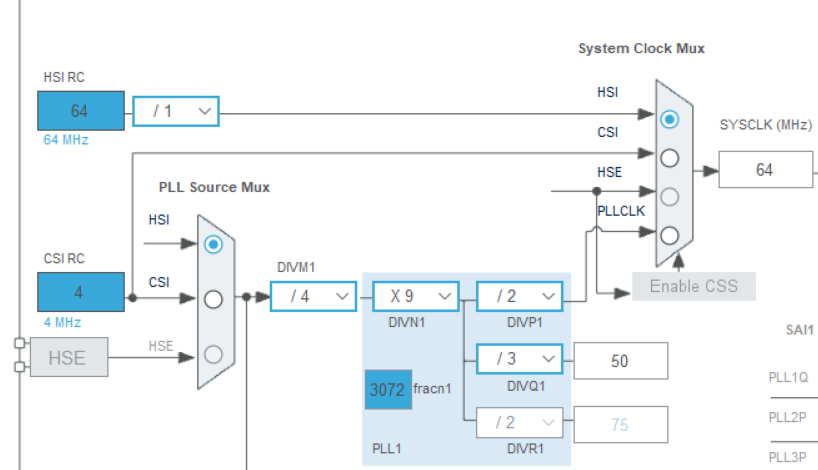 System Clock Mux
HSI RC
64
64 MHz
/ 1
HSI
CSI
HSE
PLLCLK
SYSCLK (MHz)
64
Enable CSS
PLL Source Mux
HSI
CSI RC
4
4 MHz
CSI
HSE
HSE
DIVM1
/ 4
X 9
DIVN1
/ 2
DIVP1
/ 3
DIVQ1
50
3072
fracn1
/ 2
DIVR1
75
PLL1
SAI1
PLL1Q
PLL2P
PLL3P